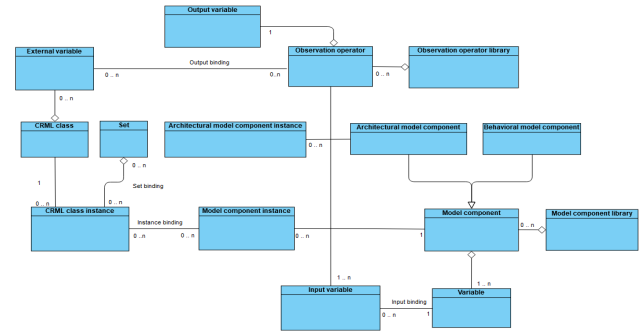 Output variable
1
External variable
Observation operator
Observation operator library
Output binding
0 .. n
0..n
0 .. n
0 .. n
CRML class
Set
Architectural model component instance
Architectural model component
Behavioral model component
0 .. n
0 .. n
1
Set binding
0 .. n
0 .. n
CRML class instance
Model component instance
Model component
Model component library
Instance binding
0 .. n
0 .. n
0 .. n
1
0 .. n
1 .. n
1 .. n
Input variable
Variable
Input binding
0 .. n
1